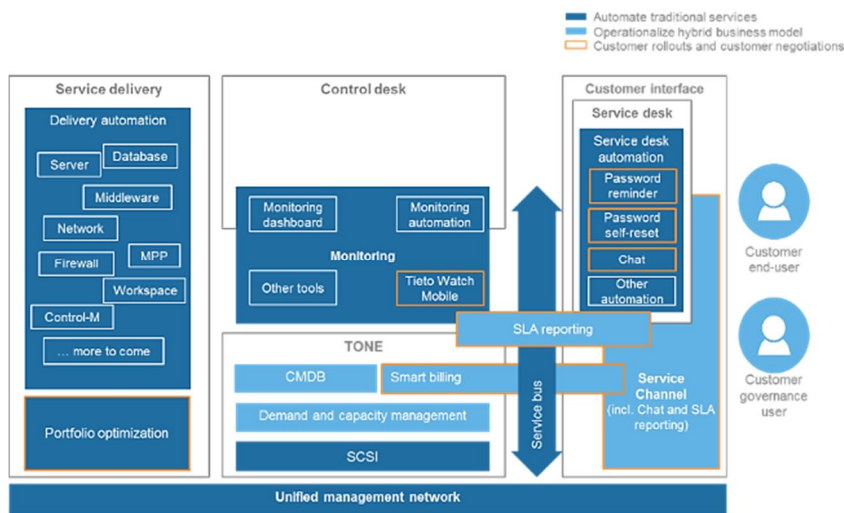 Automate traditional services
Operationalize hybrid business model
Customer rollouts and customer negotiations
Service delivery
Delivery automation
Server
Database
Middleware
Network
Firewall
MPP
Workspace
Control-M
... more to come
Portfolio optimization
Control desk
Monitoring
dashboard
Monitoring
automation
Monitoring
Other tools
Tieto Watch
Mobile
TONE
CMDB
Smart billing
Demand and capacity management
SCSI
SLA reporting
Service bus
Customer interface
Service desk
Service desk
automation
Password
reminder
Password
self-reset
Chat
Other
automation
Service
Channel
(incl. Chat and SLA
reporting)
Customer
end-user
Customer
governance
user
Unified management network